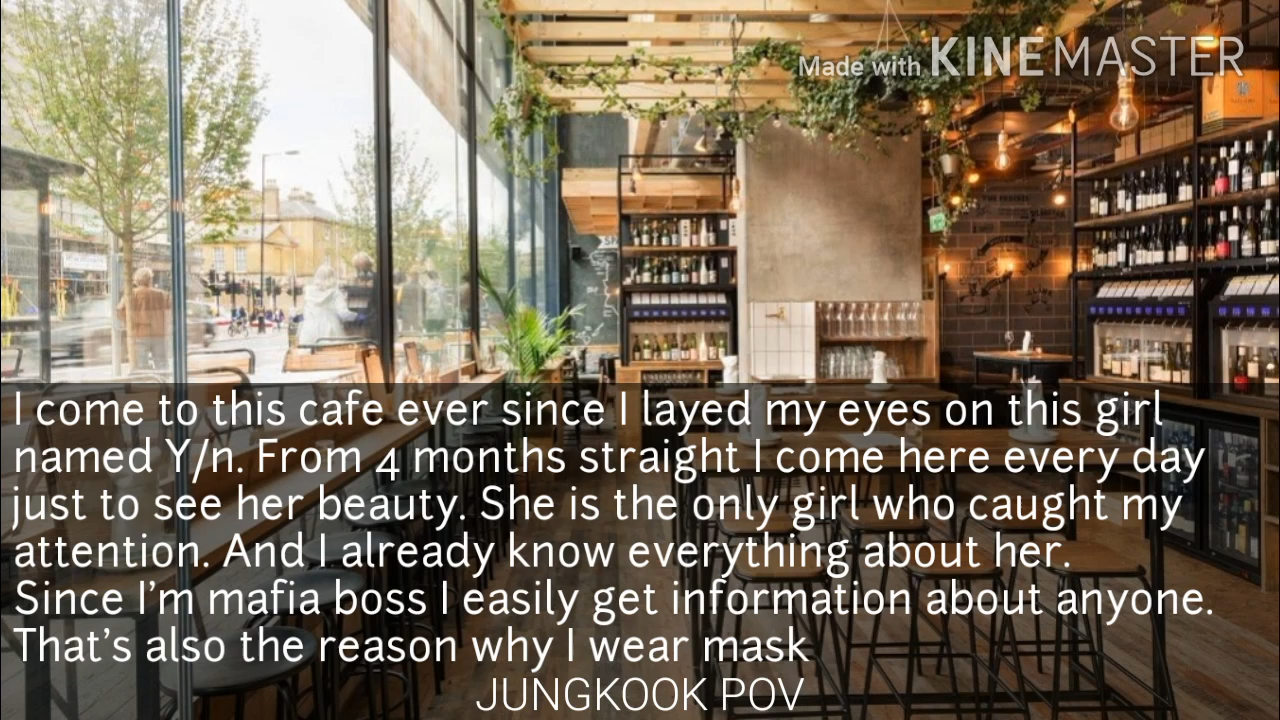 Made with KINEMASTER
I come to this cafe ever since I layed my eyes on this girl
named Y/n. From 4 months straight I come here every day
just to see her beauty. She is the only girl who caught my
attention. And I already know everything about her.
Since I'm mafia boss I easily get information about anyone.
That's also the reason why I wear mask
JUNGKOOK POV